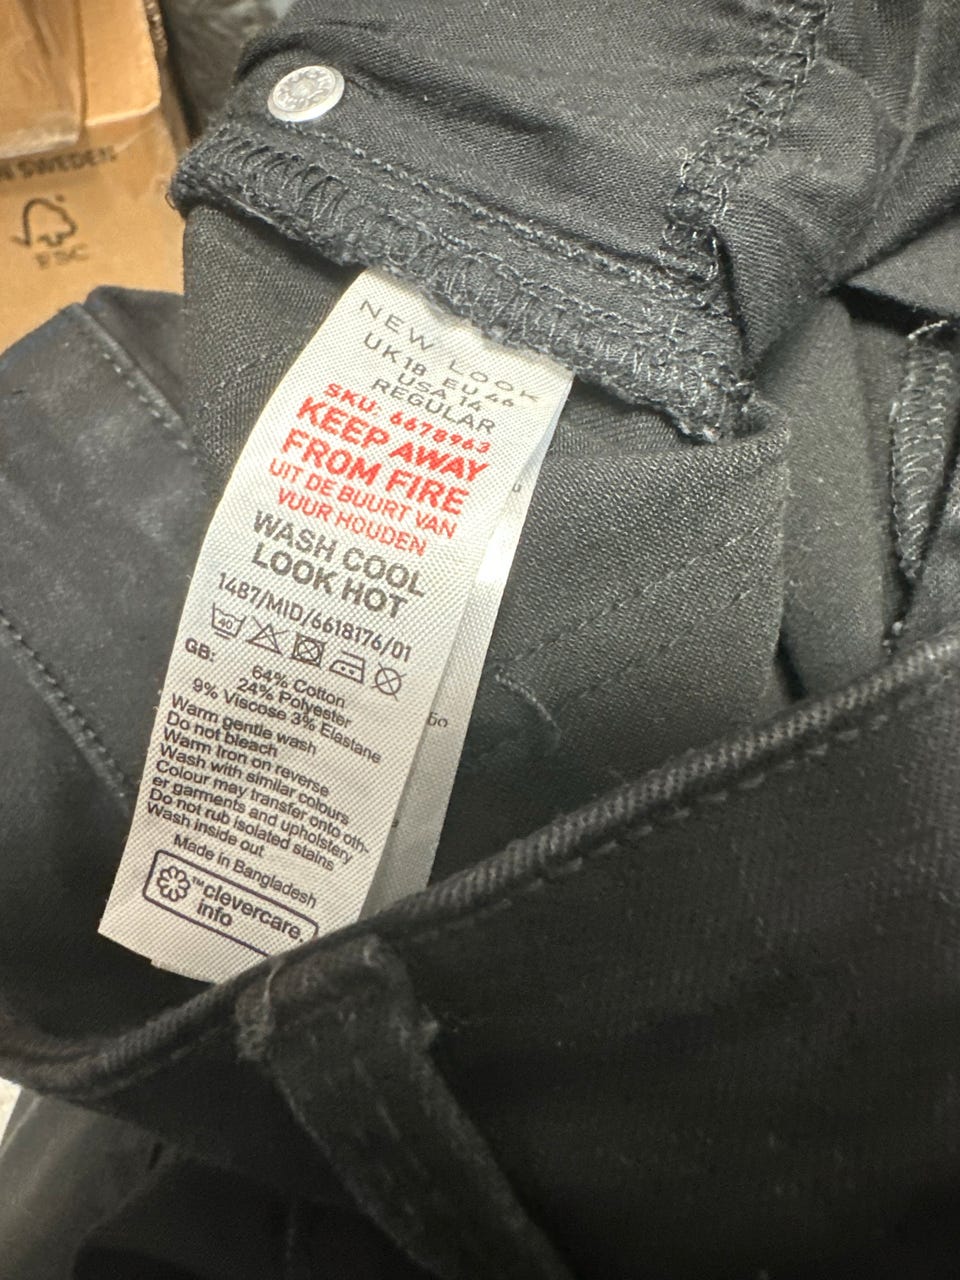 SWEDEN
FSC
NEW LOOK
UK18 EU46
USA 14
REGULAR
SKU: 6678963
KEEP AWAY
FROM FIRE
UIT DE BUURT VAN
VUUR HOUDEN
WASH COOL
LOOK HOT
1487/MID/6618176/01
40
GB:
64% Cotton
24% Polyester
9% Viscose 3% Elastane
Warm gentle wash
Do not bleach
Warm Iron on reverse
Wash with similar colours
Colour may transfer onto oth-
er garments and upholstery
Do not rub isolated stains
Wash inside out
Made in Bangladesh
™clevercare.
info